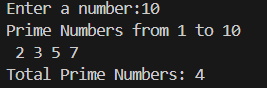 Enter a number:10
Prime Numbers from 1 to 10
2 3 5 7
Total Prime Numbers: 4